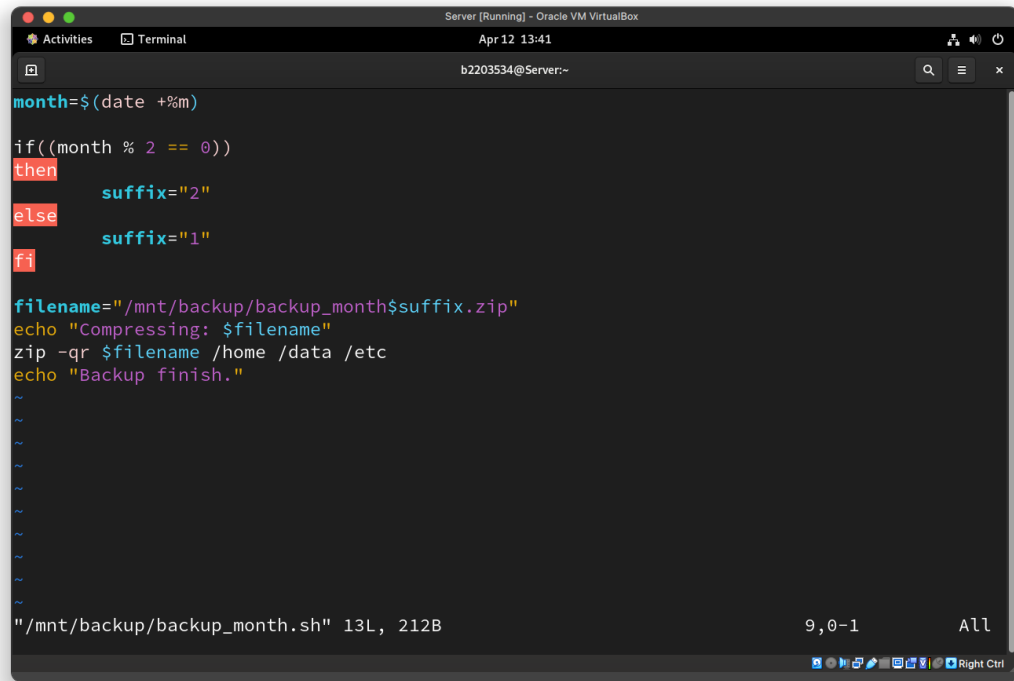 Server [Running] - Oracle VM VirtualBox
Activities Terminal Apr 12 13:41
b2203534@Server:~
month=$(date +%m)
if((month % 2 == 0))
then
        suffix="2"
else
        suffix="1"
fi
filename="/mnt/backup/backup_month$suffix.zip"
echo "Compressing: $filename"
zip -qr $filename /home /data /etc
echo "Backup finish."
~
~
~
~
~
~
~
~
~
~
"/mnt/backup/backup_month.sh" 13L, 212B 9,0-1 All
Right Ctrl